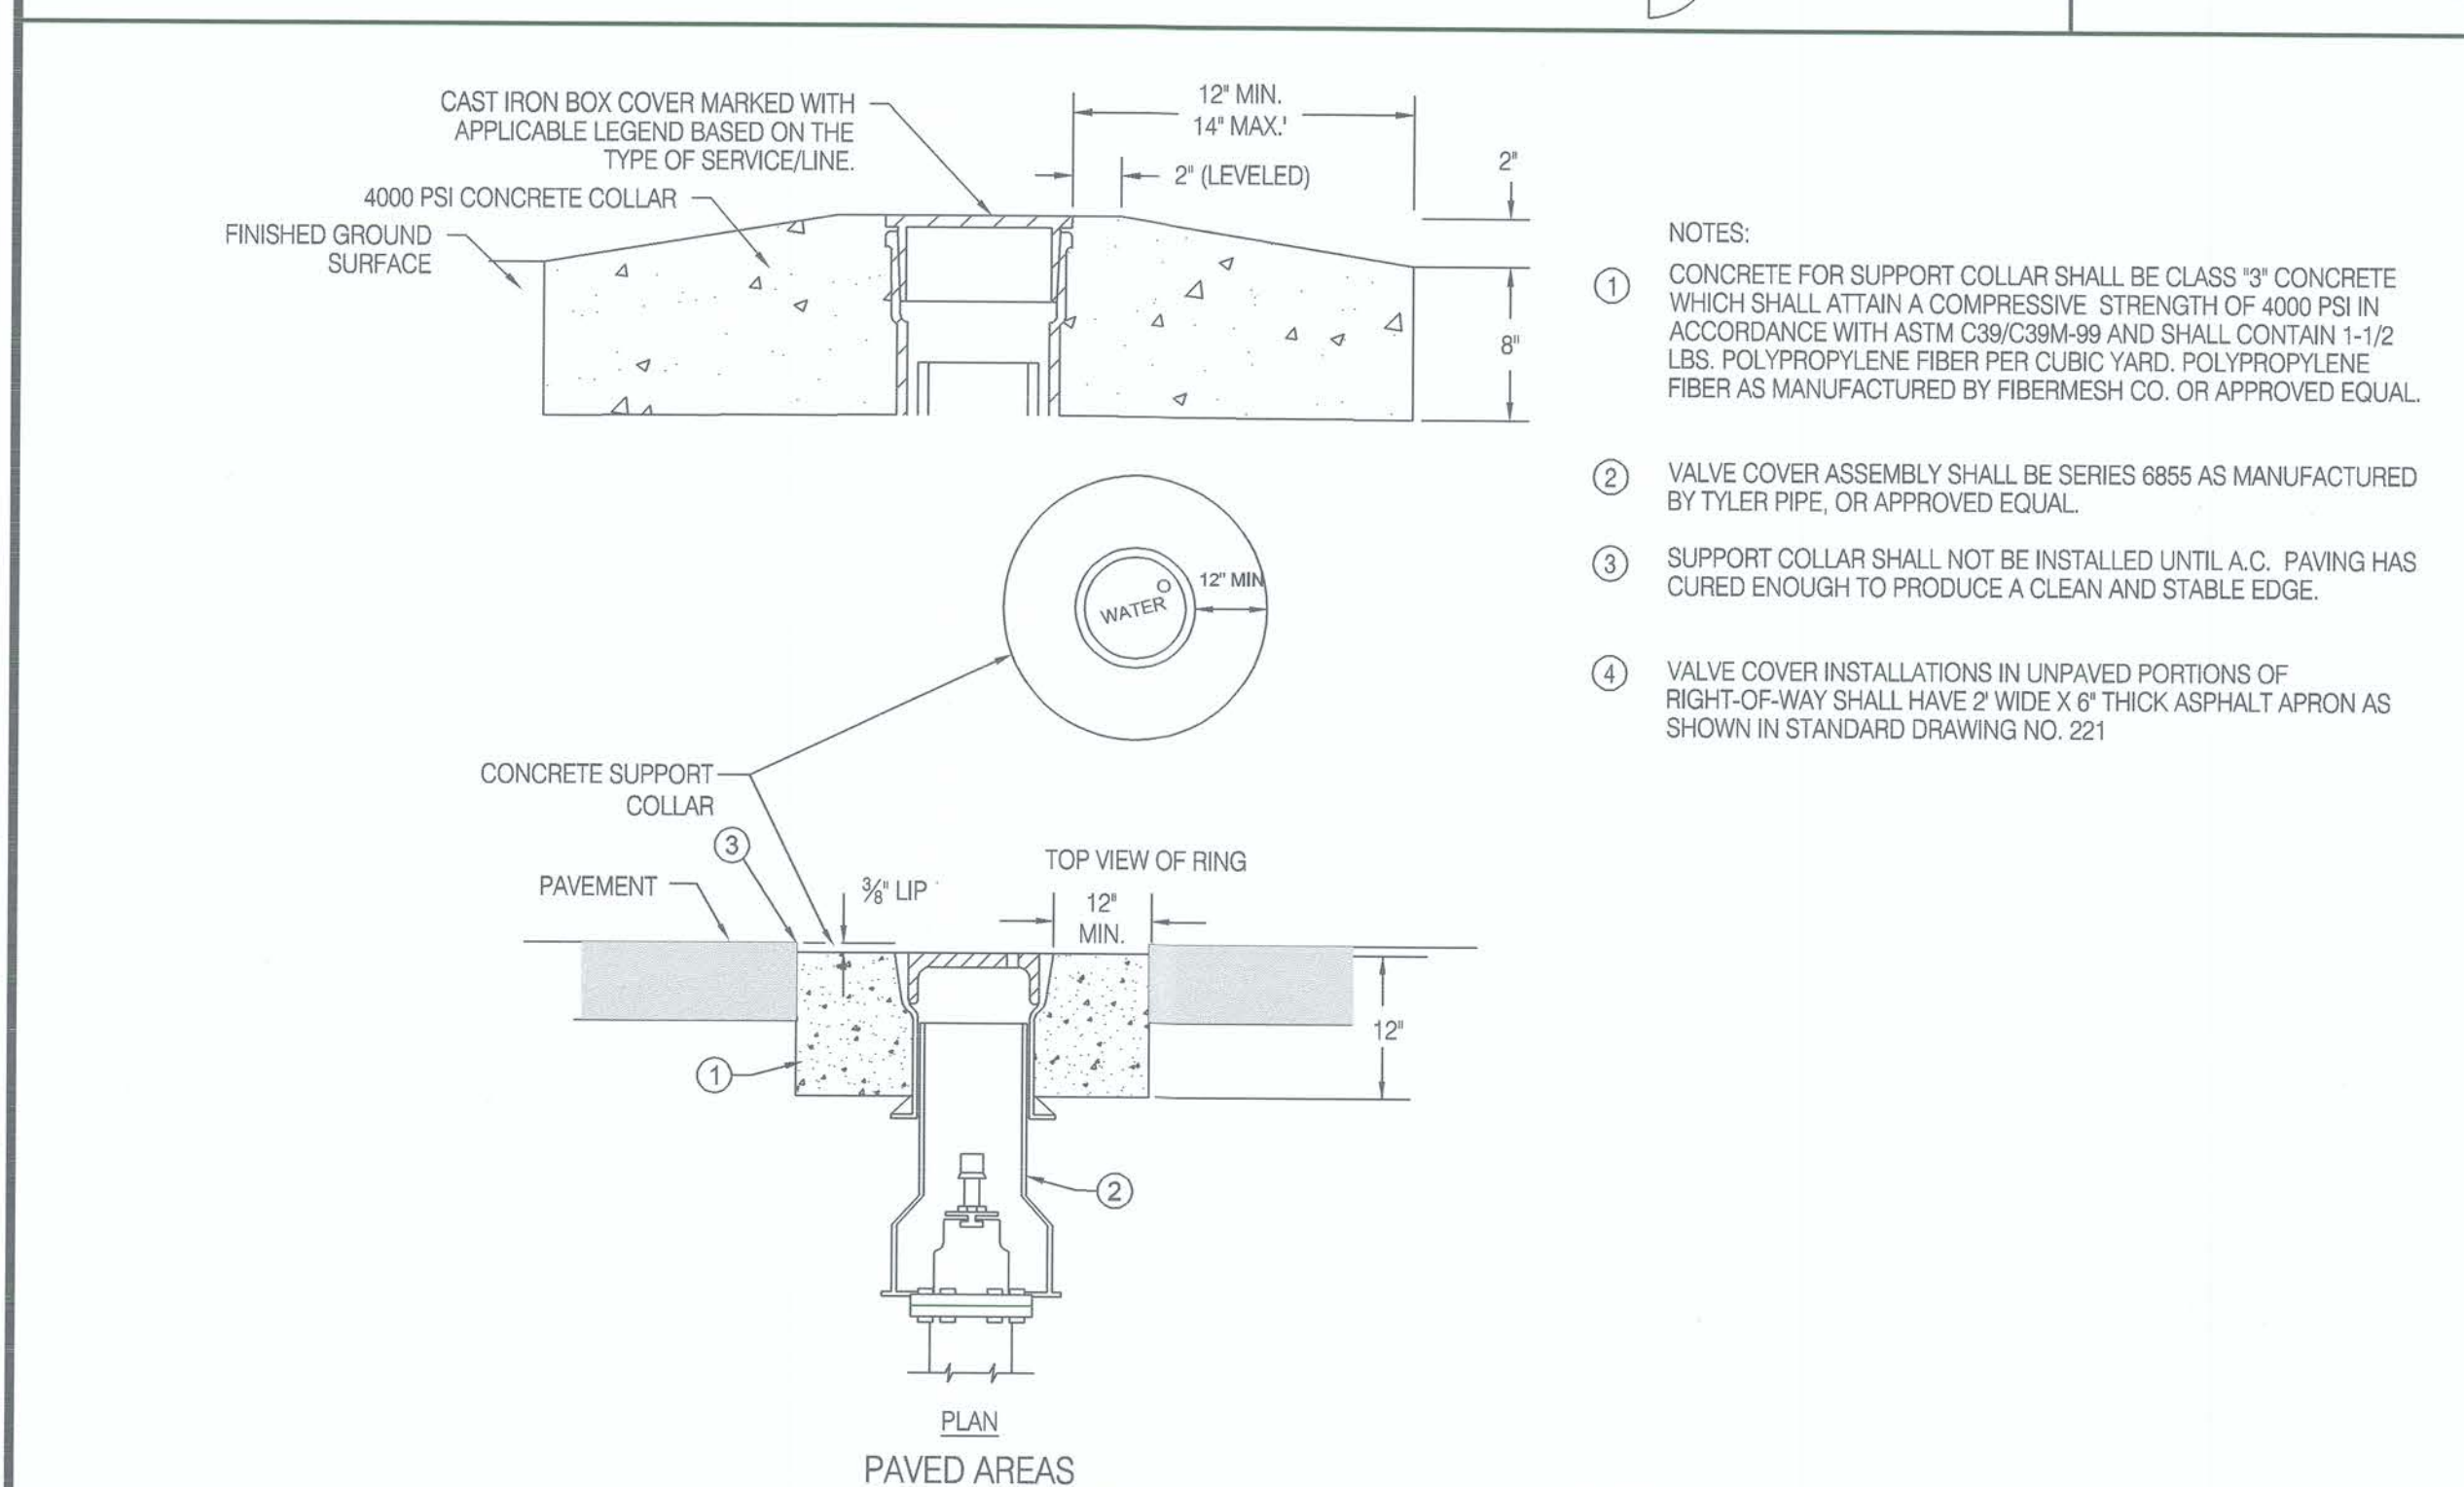 CAST IRON BOX COVER MARKED WITH
APPLICABLE LEGEND BASED ON THE
TYPE OF SERVICE/LINE.
4000 PSI CONCRETE COLLAR
FINISHED GROUND
SURFACE
12" MIN.
14" MAX.'
2" (LEVELED)
2"
8"
WATER
12" MIN
CONCRETE SUPPORT
COLLAR
3
PAVEMENT
3/8" LIP
TOP VIEW OF RING
12"
MIN.
12"
1
2
PLAN
PAVED AREAS
NOTES:
1 CONCRETE FOR SUPPORT COLLAR SHALL BE CLASS "3" CONCRETE
WHICH SHALL ATTAIN A COMPRESSIVE STRENGTH OF 4000 PSI IN
ACCORDANCE WITH ASTM C39/C39M-99 AND SHALL CONTAIN 1-1/2
LBS. POLYPROPYLENE FIBER PER CUBIC YARD. POLYPROPYLENE
FIBER AS MANUFACTURED BY FIBERMESH CO. OR APPROVED EQUAL.
2 VALVE COVER ASSEMBLY SHALL BE SERIES 6855 AS MANUFACTURED
BY TYLER PIPE, OR APPROVED EQUAL.
3 SUPPORT COLLAR SHALL NOT BE INSTALLED UNTIL A.C. PAVING HAS
CURED ENOUGH TO PRODUCE A CLEAN AND STABLE EDGE.
4 VALVE COVER INSTALLATIONS IN UNPAVED PORTIONS OF
RIGHT-OF-WAY SHALL HAVE 2' WIDE X 6" THICK ASPHALT APRON AS
SHOWN IN STANDARD DRAWING NO. 221